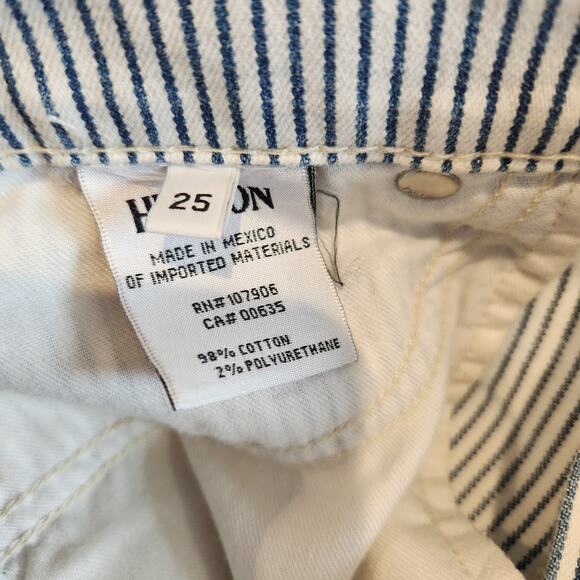 25
MADE IN MEXICO
OF IMPORTED MATERIALS
RN#107906
CA# 00635
98% COTTON
2% POLYURETHANE